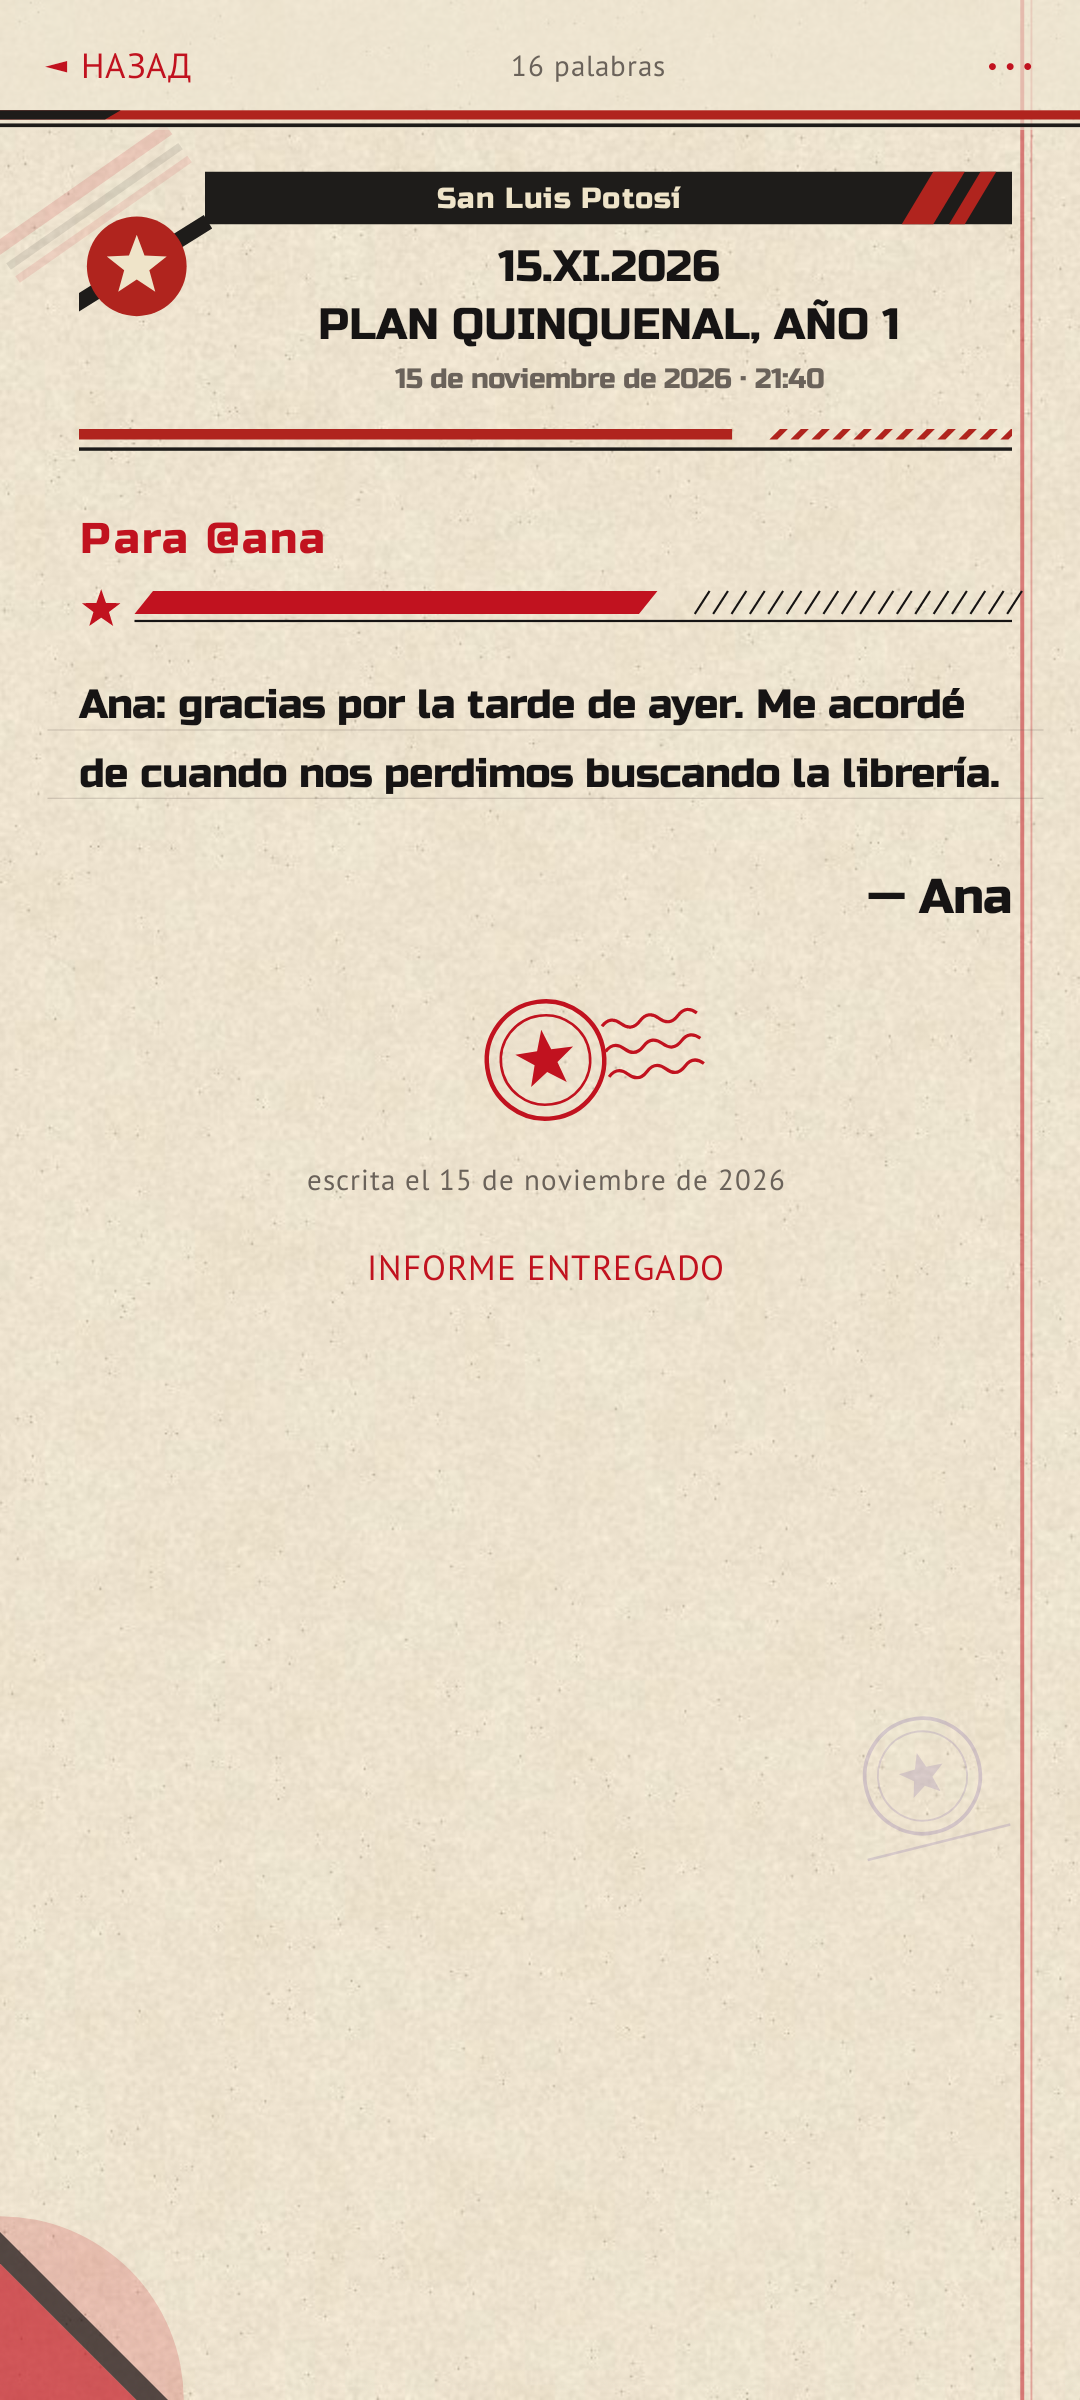 ◄ НАЗАД
16 palabras
San Luis Potosí
15.XI.2026
PLAN QUINQUENAL, AÑO 1
15 de noviembre de 2026 · 21:40
Para @ana
Ana: gracias por la tarde de ayer. Me acordé
de cuando nos perdimos buscando la librería.
— Ana
escrita el 15 de noviembre de 2026
INFORME ENTREGADO